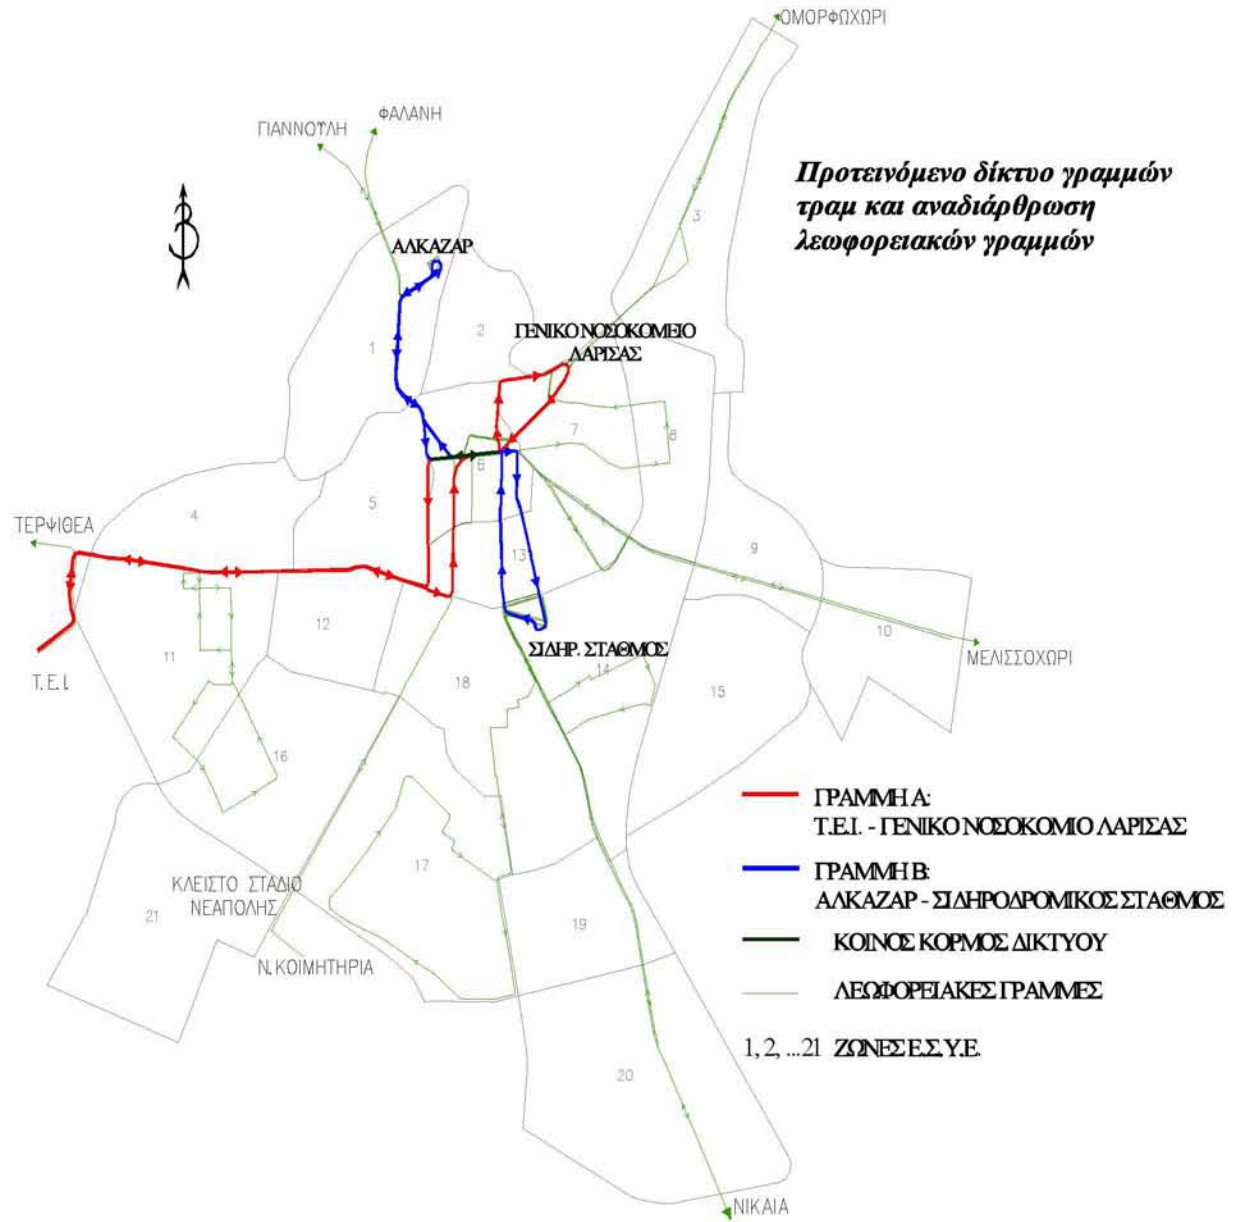 ΟΜΟΡΦΩΧΩΡΙ
ΦΑΛΑΝΗ
ΓΙΑΝΝΟΥΛΗ
Προτεινόμενο δίκτυο γραμμών
τραμ και αναδιάρθρωση
λεωφορειακών γραμμών
3
ΑΛΚΑΖΑΡ
2
ΓΕΝΙΚΟ ΝΟΣΟΚΟΜΕΙΟ
ΛΑΡΙΣΑΣ
1
7
8
6
5
4
ΤΕΡΨΙΘΕΑ
13
9
12
10
11
ΣΙΔΗΡ. ΣΤΑΘΜΟΣ
ΜΕΛΙΣΣΟΧΩΡΙ
14
Τ.Ε.Ι.
18
15
16
ΓΡΑΜΜΗ Α:
Τ.Ε.Ι. - ΓΕΝΙΚΟ ΝΟΣΟΚΟΜΙΟ ΛΑΡΙΣΑΣ
17
ΓΡΑΜΜΗ Β:
ΑΛΚΑΖΑΡ - ΣΙΔΗΡΟΔΡΟΜΙΚΟΣ ΣΤΑΘΜΟΣ
ΚΛΕΙΣΤΟ ΣΤΑΔΙΟ
ΝΕΑΠΟΛΗΣ
21
19
ΚΟΙΝΟΣ ΚΟΡΜΟΣ ΔΙΚΤΥΟΥ
Ν. ΚΟΙΜΗΤΗΡΙΑ
ΛΕΩΦΟΡΕΙΑΚΕΣ ΓΡΑΜΜΕΣ
1, 2, ...21 ΖΩΝΕΣ Ε.Σ.Υ.Ε.
20
ΝΙΚΑΙΑ